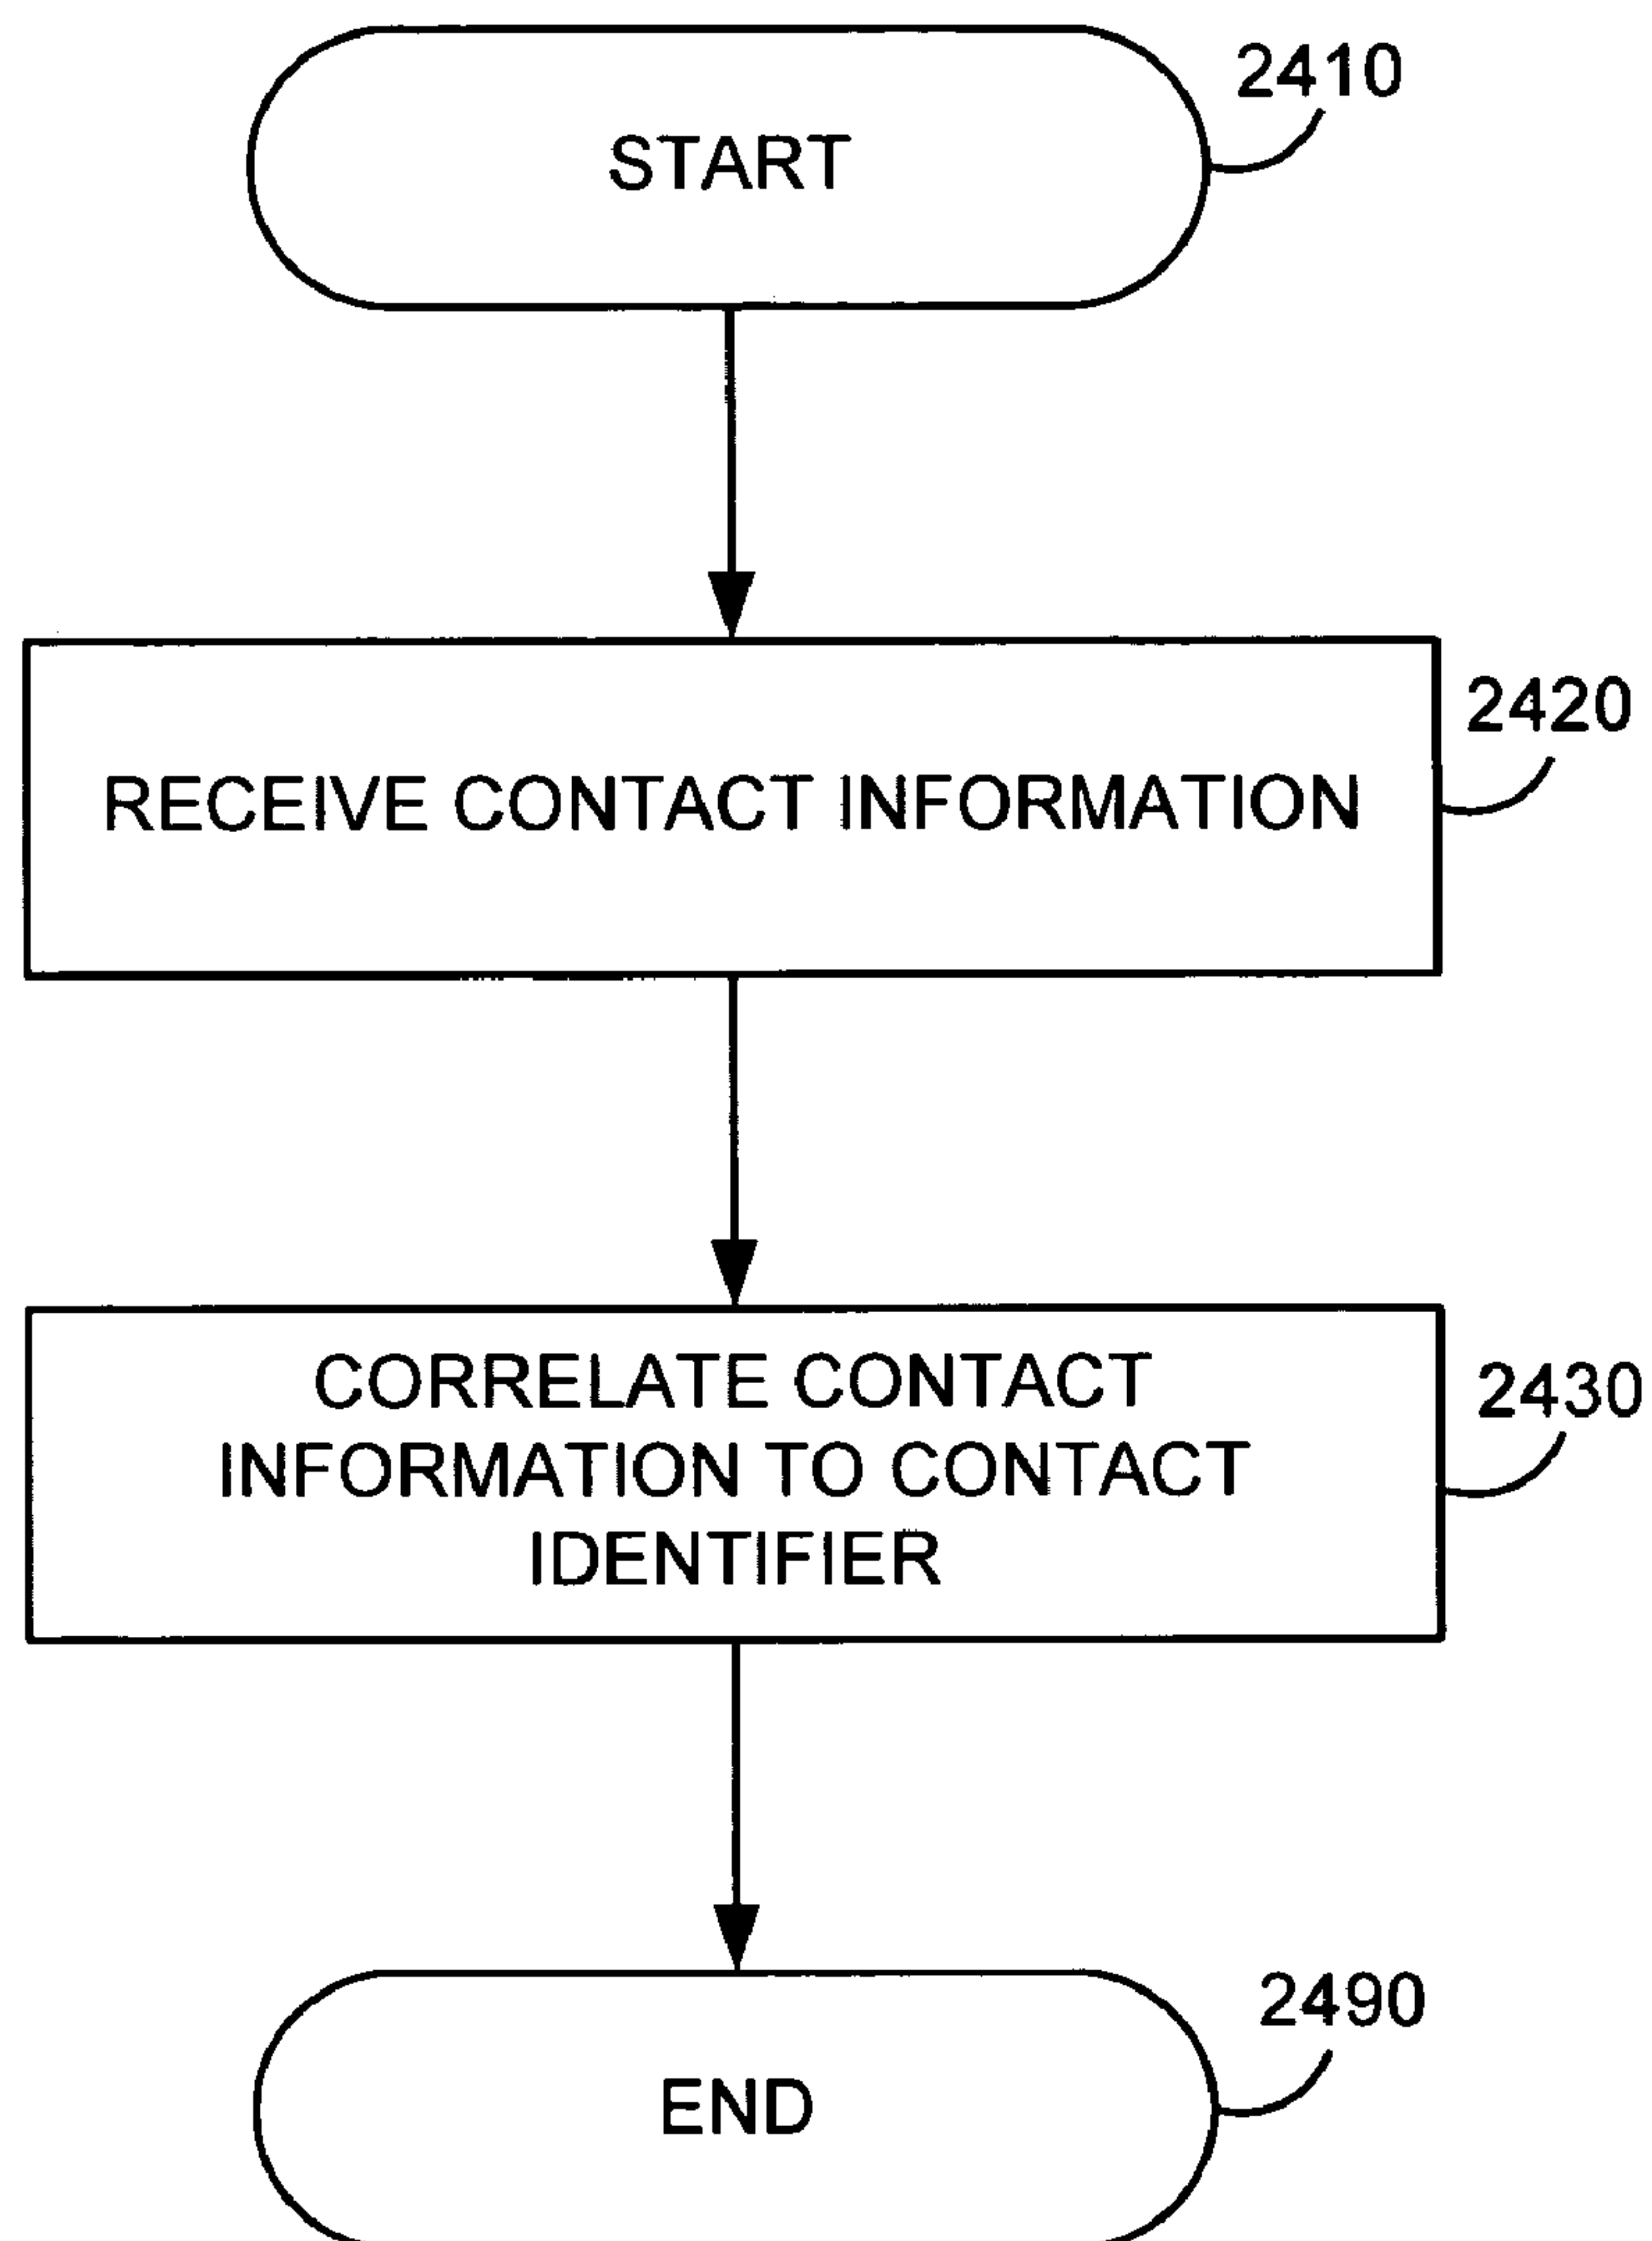 2410
START
2420
RECEIVE CONTACT INFORMATION
2430
CORRELATE CONTACT
INFORMATION TO CONTACT
IDENTIFIER
2490
END